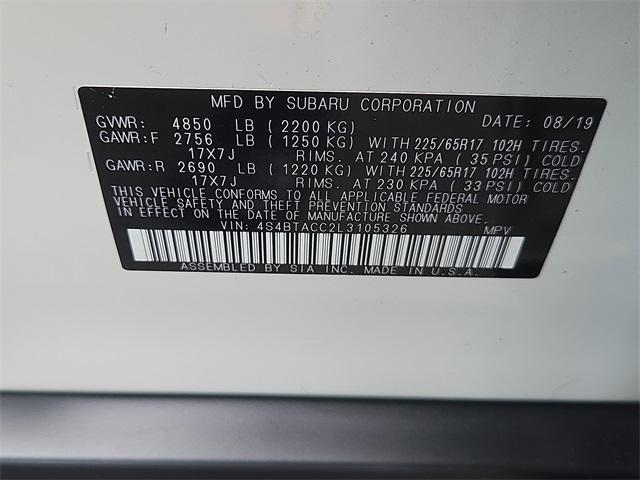 MFD BY SUBARU CORPORATION DATE: 08/19
GVWR: 4850 LB (2200 KG)
GAWR:F 2756 LB (1250 KG) WITH 225/65R17 102H TIRES.
17X7J RIMS. AT 240 KPA (35 PSI) COLD
GAWR:R 2690 LB (1220 KG) WITH 225/65R17 102H TIRES.
17X7J RIMS. AT 230 KPA (33 PSI) COLD
THIS VEHICLE CONFORMS TO ALL APPLICABLE FEDERAL MOTOR
VEHICLE SAFETY AND THEFT PREVENTION STANDARDS
IN EFFECT ON THE DATE OF MANUFACTURE SHOWN ABOVE.
VIN: 4S4BTACC2L3105326 MPV
ASSEMBLED BY SIA INC. MADE IN U.S.A.